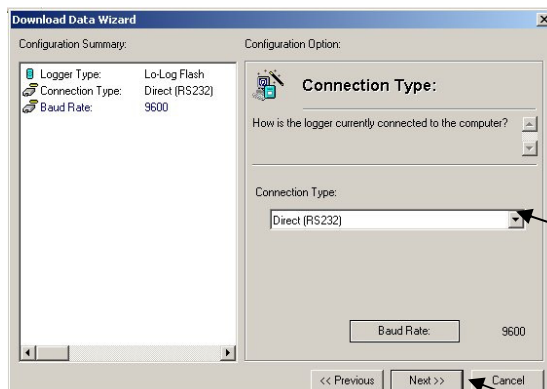 Download Data Wizard
Configuration Summary:
Logger Type: Lo-Log Flash
Connection Type: Direct (RS232)
Baud Rate: 9600
Configuration Option:
Connection Type:
How is the logger currently connected to the computer?
Connection Type:
Direct (RS232)
Baud Rate: 9600
<< Previous Next >> Cancel